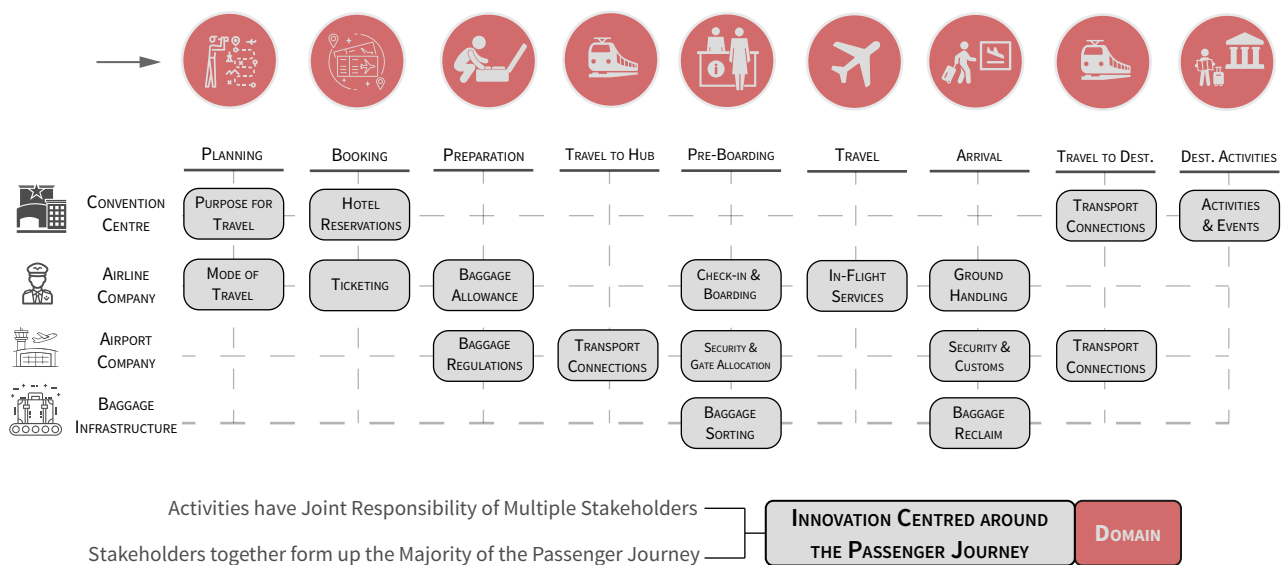 Planning
Booking
Preparation
Travel to Hub
Pre-Boarding
Travel
Arrival
Travel to Dest.
Dest. Activities
Convention
Centre
Purpose for
Travel
Hotel
Reservations
Transport
Connections
Activities
& Events
Airline
Company
Mode of
Travel
Ticketing
Baggage
Allowance
Check-in &
Boarding
In-Flight
Services
Ground
Handling
Airport
Company
Baggage
Regulations
Transport
Connections
Security &
Gate Allocation
Security &
Customs
Transport
Connections
Baggage
Infrastructure
Baggage
Sorting
Baggage
Reclaim
Activities have Joint Responsibility of Multiple Stakeholders
Stakeholders together form up the Majority of the Passenger Journey
Innovation Centred around
the Passenger Journey
Domain